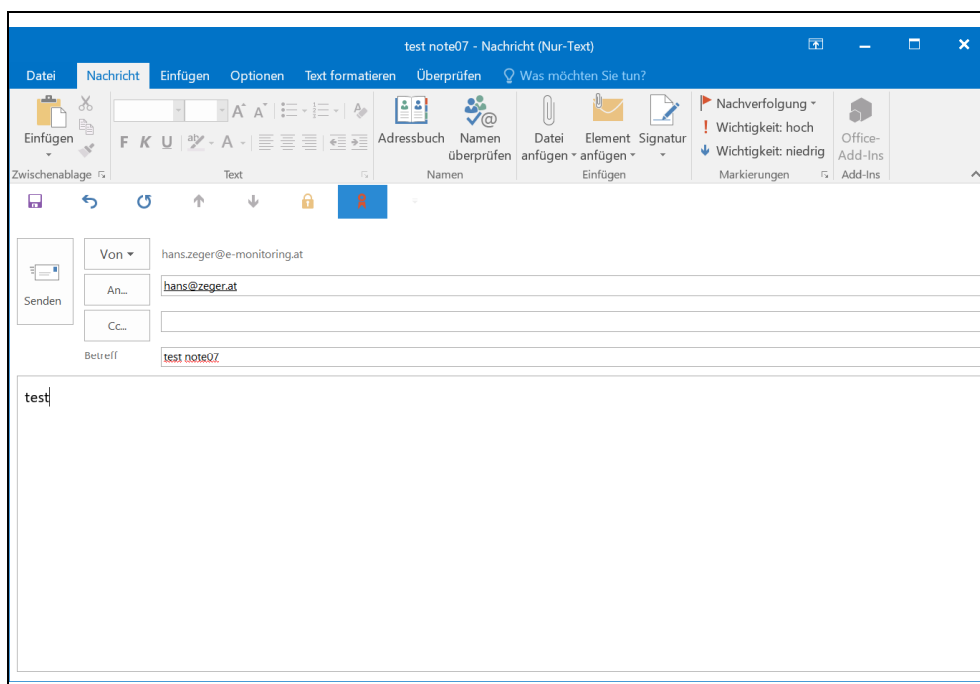 test note07 - Nachricht (Nur-Text)
Datei Nachricht Einfügen Optionen Text formatieren Überprüfen Was möchten Sie tun?
Einfügen
F K U aby A
A A
Adressbuch
Namen
überprüfen
Datei
anfügen
Element
anfügen
Signatur
Nachverfolgung
! Wichtigkeit: hoch
Wichtigkeit: niedrig
Office-
Add-Ins
Zwischenablage Text Namen Einfügen Markierungen Add-Ins
Senden
Von hans.zeger@e-monitoring.at
An... hans@zeger.at
Cc...
Betreff test note07
test